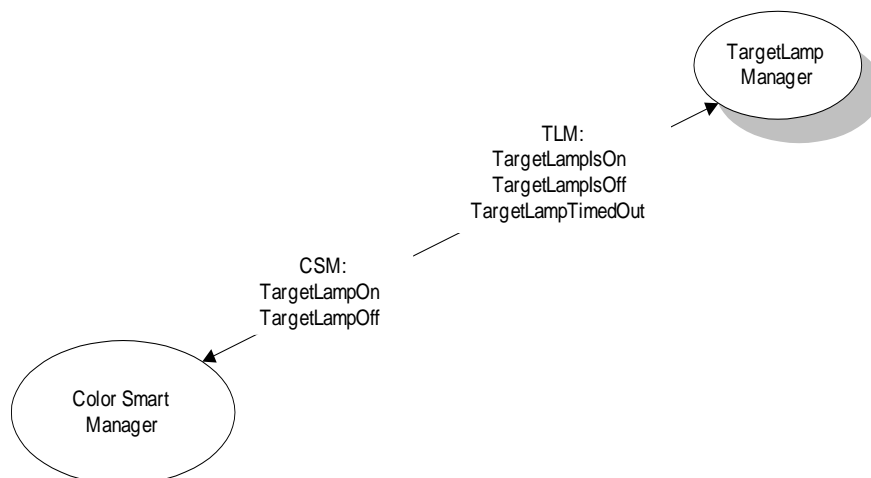 TargetLamp
Manager
TLM:
TargetLampIsOn
TargetLampIsOff
TargetLampTimedOut
CSM:
TargetLampOn
TargetLampOff
Color Smart
Manager